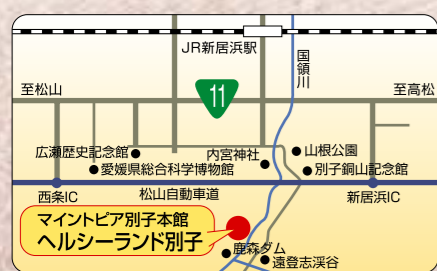 JR新居浜駅
国領川
至松山
11
至高松
広瀬歴史記念館
内宮神社
山根公園
愛媛県総合科学博物館
別子銅山記念館
西条IC
松山自動車道
新居浜IC
マイントピア別子本館
ヘルシーランド別子
鹿森ダム
遠登志渓谷